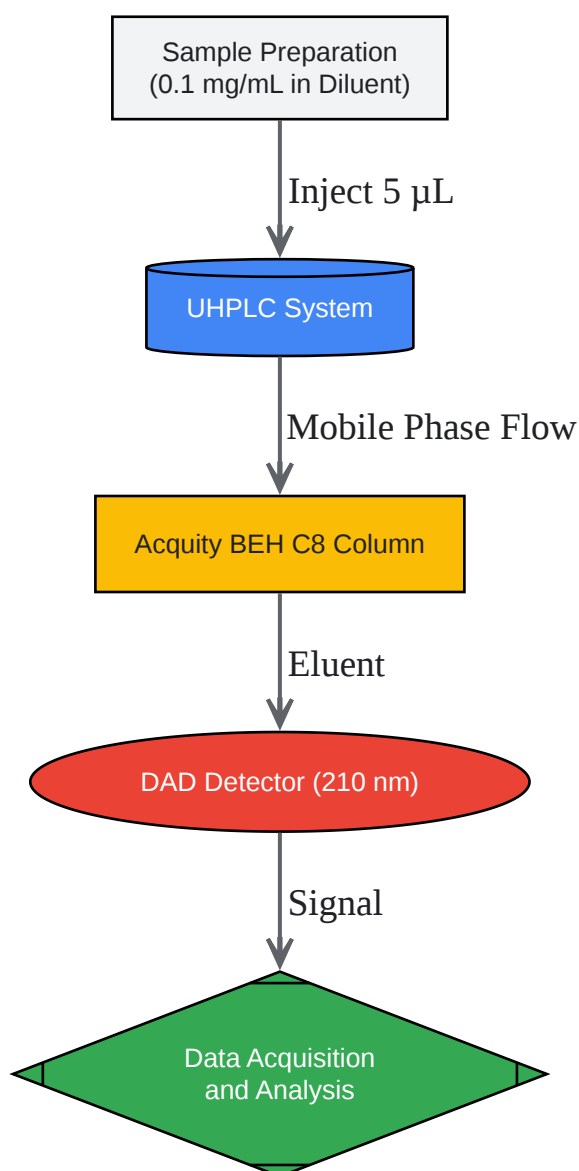 Sample Preparation
(0.1 mg/mL in Diluent)
Inject 5 µL
UHPLC System
Mobile Phase Flow
Acquity BEH C8 Column
Eluent
DAD Detector (210 nm)
Signal
Data Acquisition
and Analysis